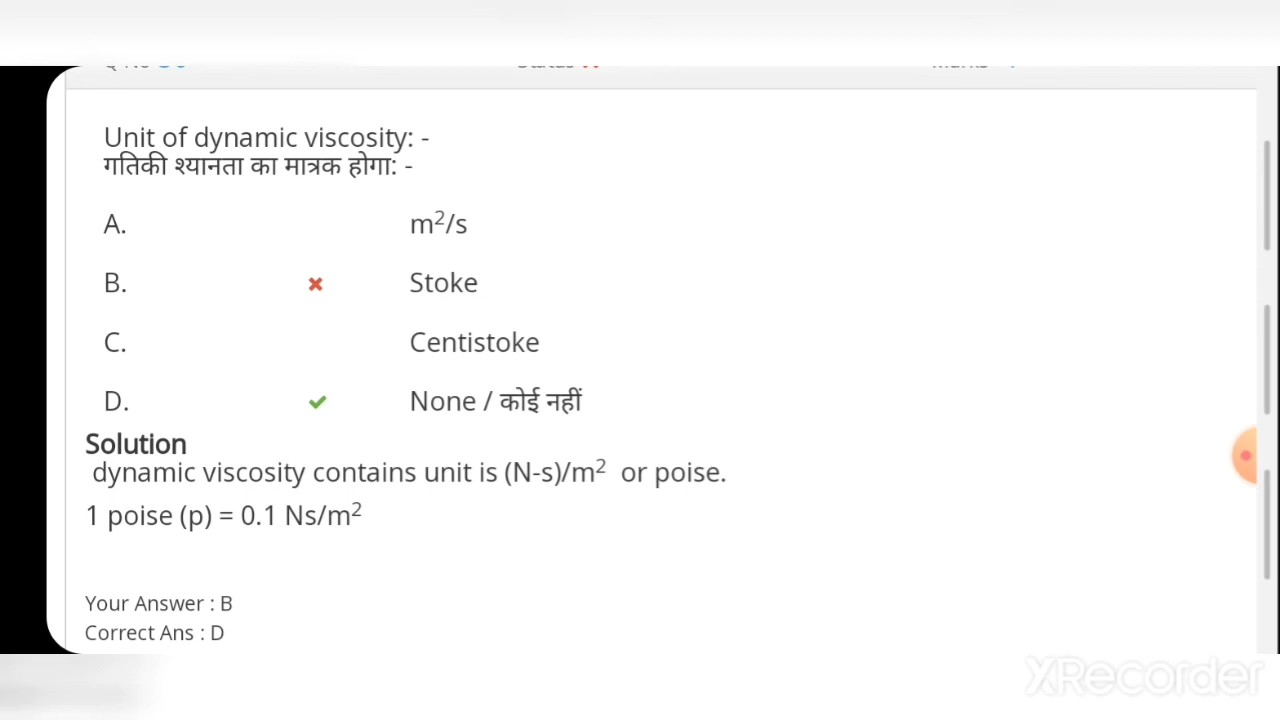 Unit of dynamic viscosity: -
गतिकी श्यानता का मात्रक होगा: -
A. m²/s
B. ✖ Stoke
C. Centistoke
D. ✔ None / कोई नहीं
Solution
dynamic viscosity contains unit is (N-s)/m² or poise.
1 poise (p) = 0.1 Ns/m²
Your Answer : B
Correct Ans : D
XRecorder